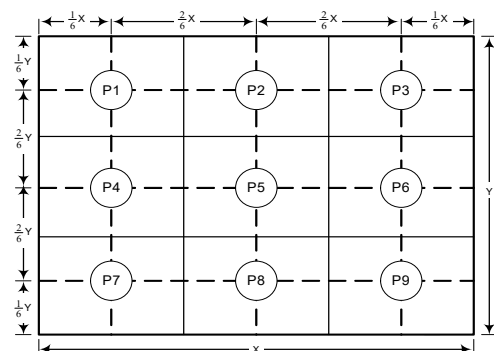 1/6 X 2/6 X 2/6 X 1/6 X
1/6 Y
P1 P2 P3
2/6 Y
P4 P5 P6
Y
2/6 Y
P7 P8 P9
1/6 Y
X